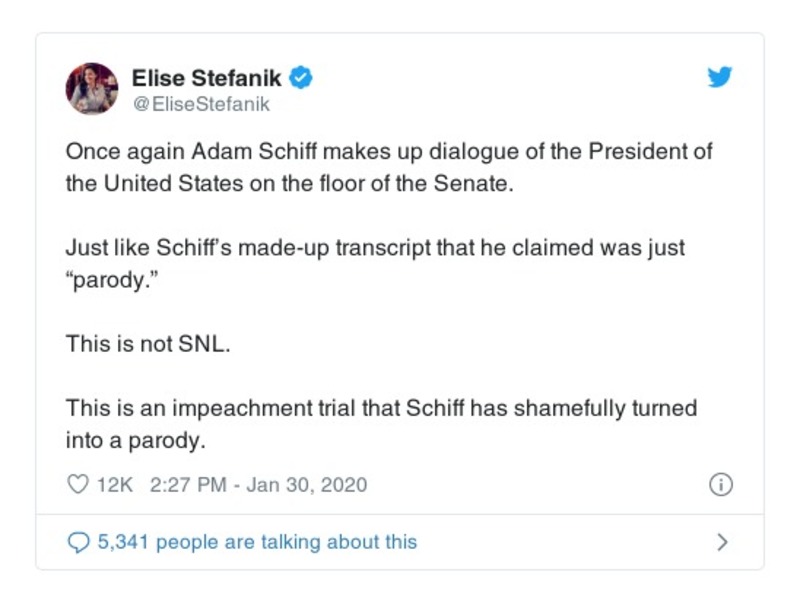 Elise Stefanik
@EliseStefanik
Once again Adam Schiff makes up dialogue of the President of
the United States on the floor of the Senate.
Just like Schiff's made-up transcript that he claimed was just
“parody.”
This is not SNL.
This is an impeachment trial that Schiff has shamefully turned
into a parody.
12K 2:27 PM - Jan 30, 2020
5,341 people are talking about this